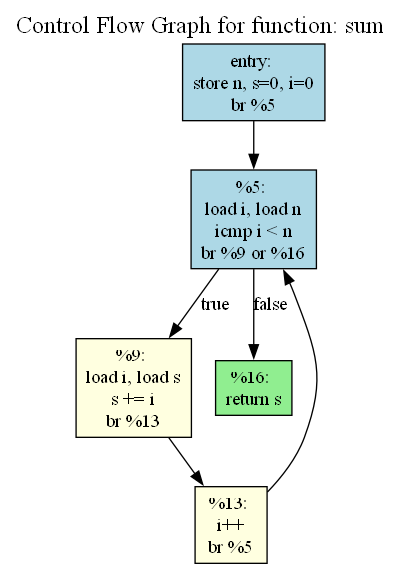 Control Flow Graph for function: sum
entry:
store n, s=0, i=0
br %5
%5:
load i, load n
icmp i < n
br %9 or %16
true
false
%9:
load i, load s
s += i
br %13
%16:
return s
%13:
i++
br %5